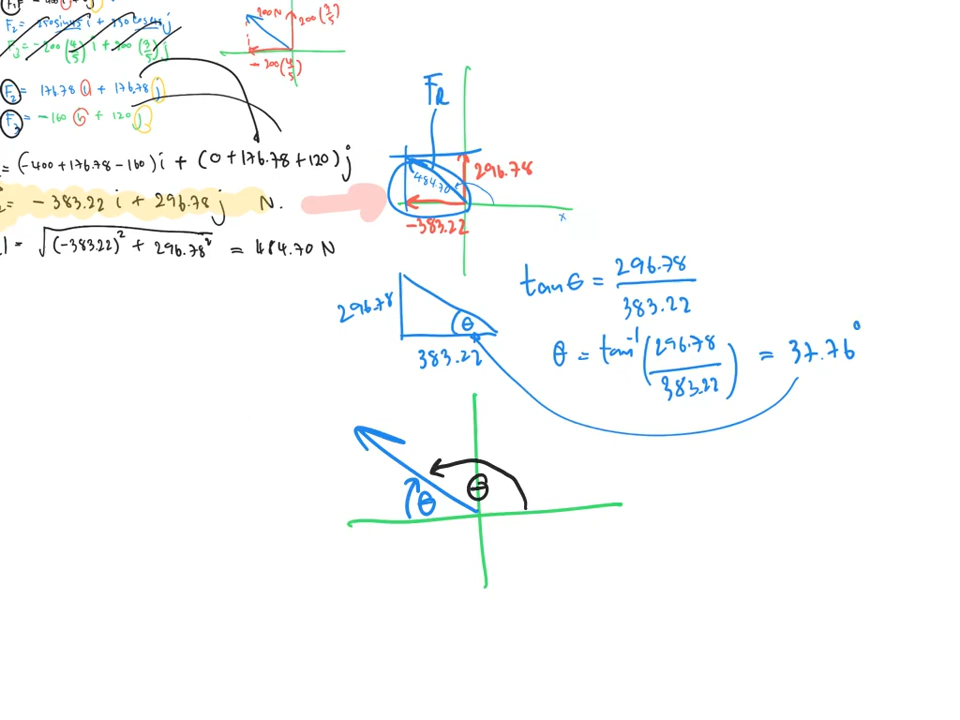 F₂= 250sin45 i + 250cos45 j
F₃= -200(4/5) i + 200(3/5) j
200N
200(3/5)
-200(4/5)
F₂= 176.78 i + 176.78 j
F₃= -160 i + 120 j
= (-400+176.78-160)i + (0+176.78+120)j
= -383.22 i + 296.78 j N.
| = √((-383.22)² + 296.78²) = 484.70 N
FR
484.70
296.78
-383.22
x
296.78
θ
383.22
tanθ = 296.78/383.22
θ = tan⁻¹(296.78/383.22) = 37.76°
θ
θ